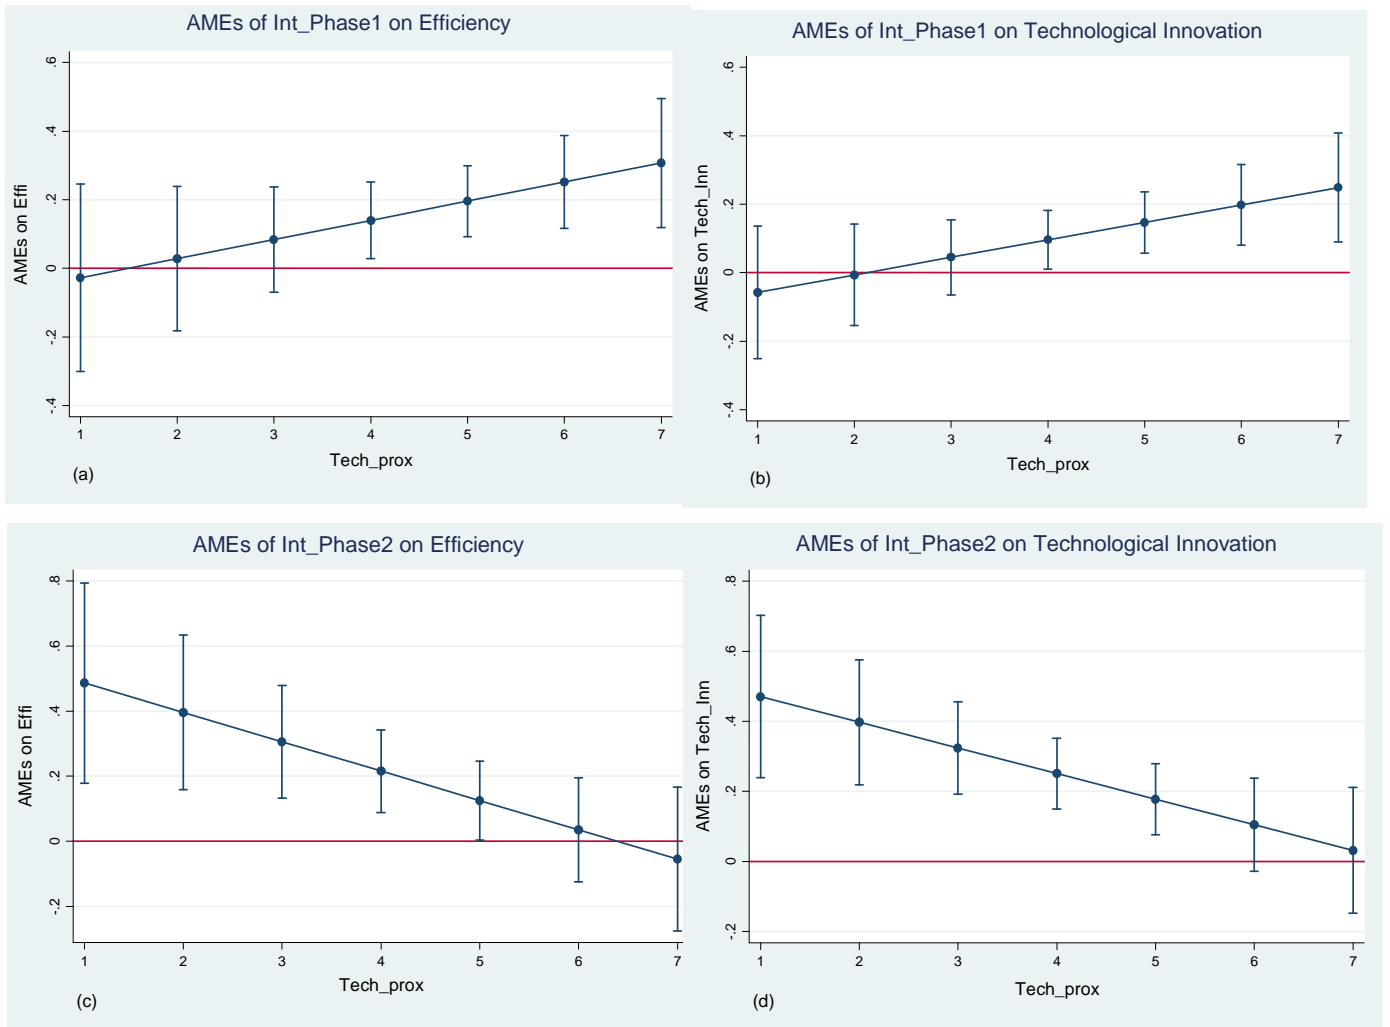 AMEs of Int_Phase1 on Efficiency
.6
.4
.2
0
-.2
-.4
AMEs on Effi
1 2 3 4 5 6 7
Tech_prox
(a)
AMEs of Int_Phase1 on Technological Innovation
.6
.4
.2
0
-.2
-.4
AMEs on Tech_Inn
1 2 3 4 5 6 7
Tech_prox
(b)
AMEs of Int_Phase2 on Efficiency
.8
.6
.4
.2
0
-.2
AMEs on Effi
1 2 3 4 5 6 7
Tech_prox
(c)
AMEs of Int_Phase2 on Technological Innovation
.8
.6
.4
.2
0
-.2
AMEs on Tech_Inn
1 2 3 4 5 6 7
Tech_prox
(d)